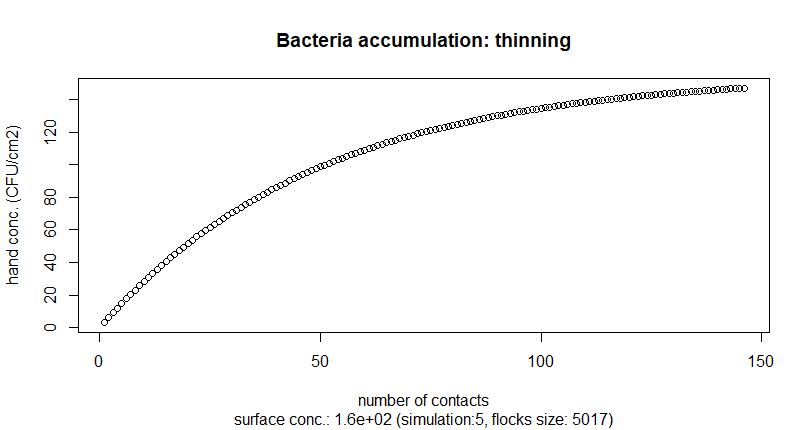 Bacteria accumulation: thinning
hand conc. (CFU/cm2)
120
80
60
40
20
0
0 50 100 150
number of contacts
surface conc.: 1.6e+02 (simulation:5, flocks size: 5017)